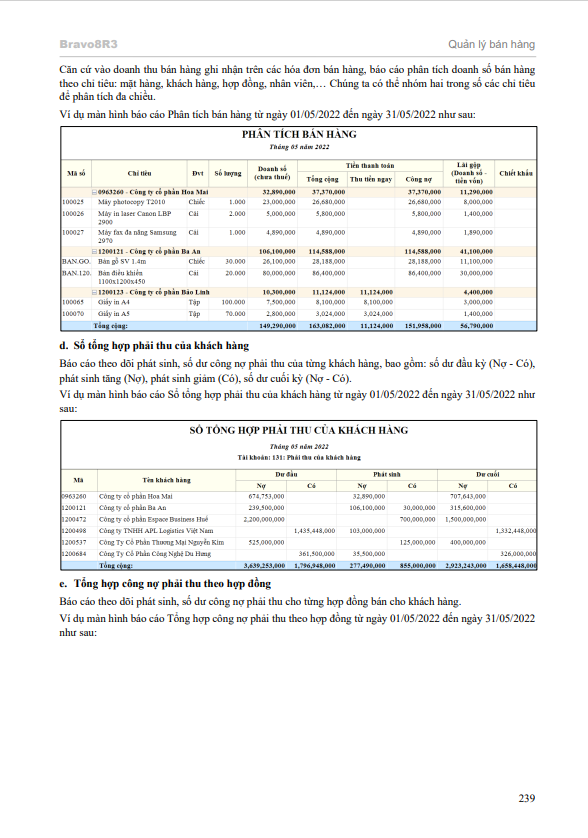 Bravo8R3 Quản lý bán hàng
Căn cứ vào doanh thu bán hàng ghi nhận trên các hóa đơn bán hàng, báo cáo phân tích doanh số bán hàng
theo chỉ tiêu: mặt hàng, khách hàng, hợp đồng, nhân viên,… Chúng ta có thể nhóm hai trong số các chỉ tiêu
để phân tích đa chiều.
Ví dụ màn hình báo cáo Phân tích bán hàng từ ngày 01/05/2022 đến ngày 31/05/2022 như sau:
PHÂN TÍCH BÁN HÀNG
Tháng 05 năm 2022
Mã số Chỉ tiêu Đvt Số lượng Doanh số (chưa thuế) Tiền thanh toán Lãi gộp (Doanh số - tiền vốn) Chiết khấu
Tổng cộng Thu tiền ngay Công nợ
0963260 - Công ty cổ phần Hoa Mai 32,890,000 37,370,000 37,370,000 11,290,000
100025 Máy photocopy T2010 Chiếc 1.000 23,000,000 26,680,000 26,680,000 8,000,000
100026 Máy in laser Canon LBP 2900 Cái 2.000 5,000,000 5,800,000 5,800,000 1,400,000
100027 Máy fax đa năng Samsung 2970 Cái 1.000 4,890,000 4,890,000 4,890,000 1,890,000
1200121 - Công ty cổ phần Ba An 106,100,000 114,588,000 114,588,000 41,100,000
BAN.GO. Bàn gỗ SV 1.4m Chiếc 30.000 26,100,000 28,188,000 28,188,000 11,100,000
BAN.120. Bàn điều khiển 1100x1200x450 Cái 20.000 80,000,000 86,400,000 86,400,000 30,000,000
1200123 - Công ty cổ phần Bảo Linh 10,300,000 11,124,000 11,124,000 4,400,000
100065 Giấy in A4 Tập 100.000 7,500,000 8,100,000 8,100,000 3,000,000
100070 Giấy in A5 Tập 70.000 2,800,000 3,024,000 3,024,000 1,400,000
Tổng cộng: 149,290,000 163,082,000 11,124,000 151,958,000 56,790,000
d. Sổ tổng hợp phải thu của khách hàng
Báo cáo theo dõi phát sinh, số dư công nợ phải thu của từng khách hàng, bao gồm: số dư đầu kỳ (Nợ - Có),
phát sinh tăng (Nợ), phát sinh giảm (Có), số dư cuối kỳ (Nợ - Có).
Ví dụ màn hình báo cáo Sổ tổng hợp phải thu của khách hàng từ ngày 01/05/2022 đến ngày 31/05/2022 như
sau:
SỔ TỔNG HỢP PHẢI THU CỦA KHÁCH HÀNG
Tháng 05 năm 2022
Tài khoản: 131: Phải thu của khách hàng
Mã Tên khách hàng Dư đầu Phát sinh Dư cuối
Nợ Có Nợ Có Nợ Có
0963260 Công ty cổ phần Hoa Mai 674,753,000 32,890,000 707,643,000
1200121 Công ty cổ phần Ba An 239,500,000 106,100,000 30,000,000 315,600,000
1200472 Công ty cổ phần Espace Business Huế 2,200,000,000 700,000,000 1,500,000,000
1200498 Công ty TNHH APL Logistics Việt Nam 1,435,448,000 103,000,000 1,332,448,000
1200537 Công Ty Cổ Phần Thương Mại Nguyễn Kim 525,000,000 125,000,000 400,000,000
1200684 Công Ty Cổ Phần Công Nghệ Du Hưng 361,500,000 35,500,000 326,000,000
Tổng cộng: 3,639,253,000 1,796,948,000 277,490,000 855,000,000 2,923,243,000 1,658,448,000
e. Tổng hợp công nợ phải thu theo hợp đồng
Báo cáo theo dõi phát sinh, số dư công nợ phải thu cho từng hợp đồng bán cho khách hàng.
Ví dụ màn hình báo cáo Tổng hợp công nợ phải thu theo hợp đồng từ ngày 01/05/2022 đến ngày 31/05/2022
như sau:
239